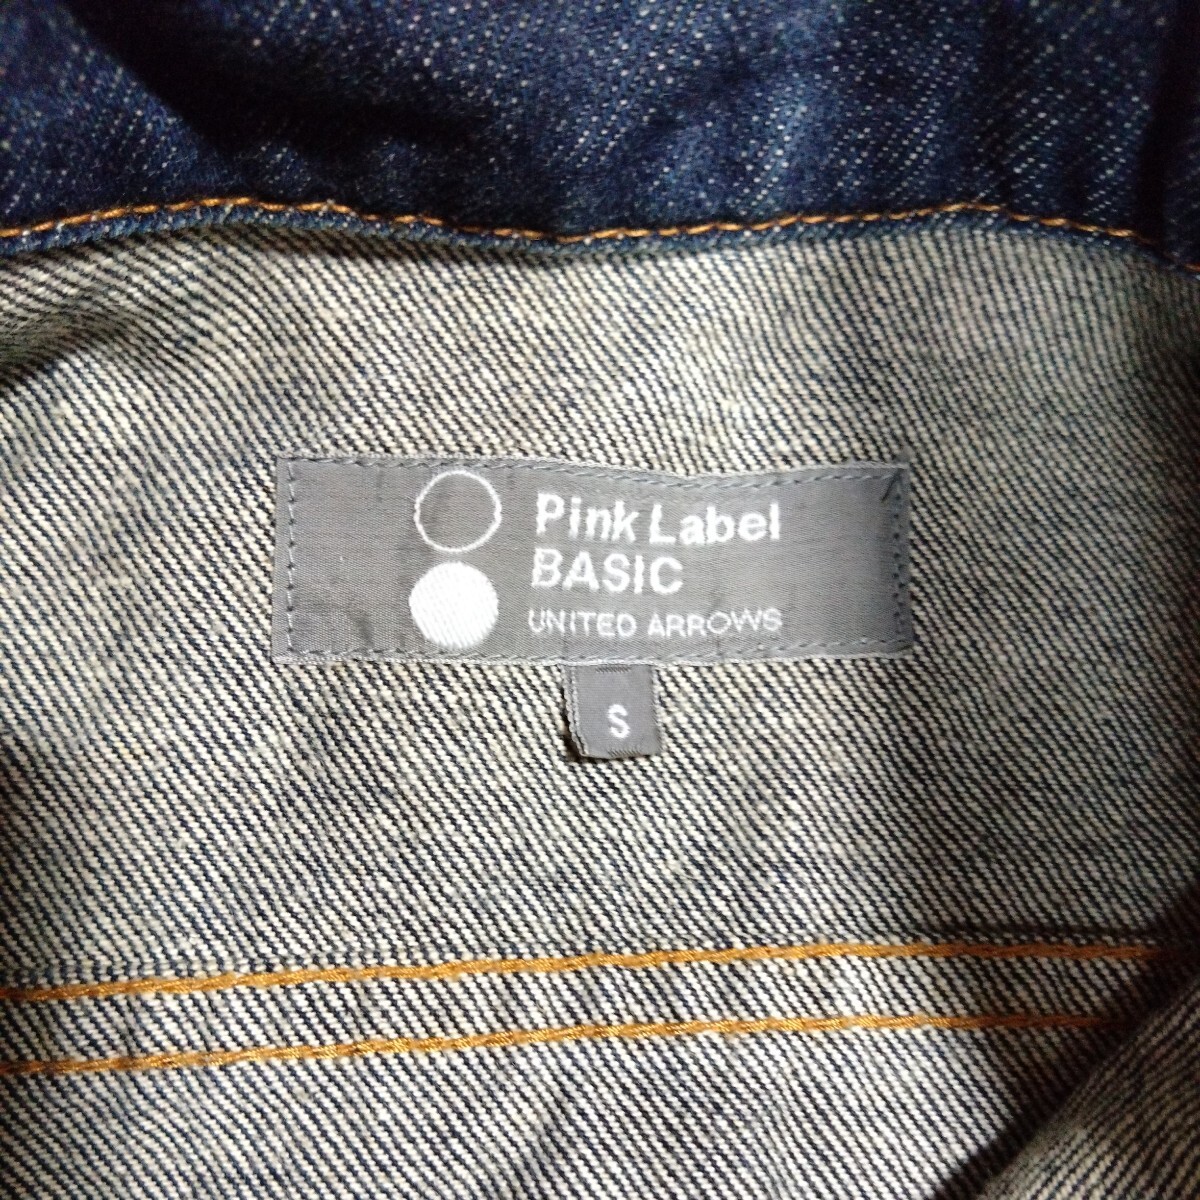 Pink Label
BASIC
UNITED ARROWS
S